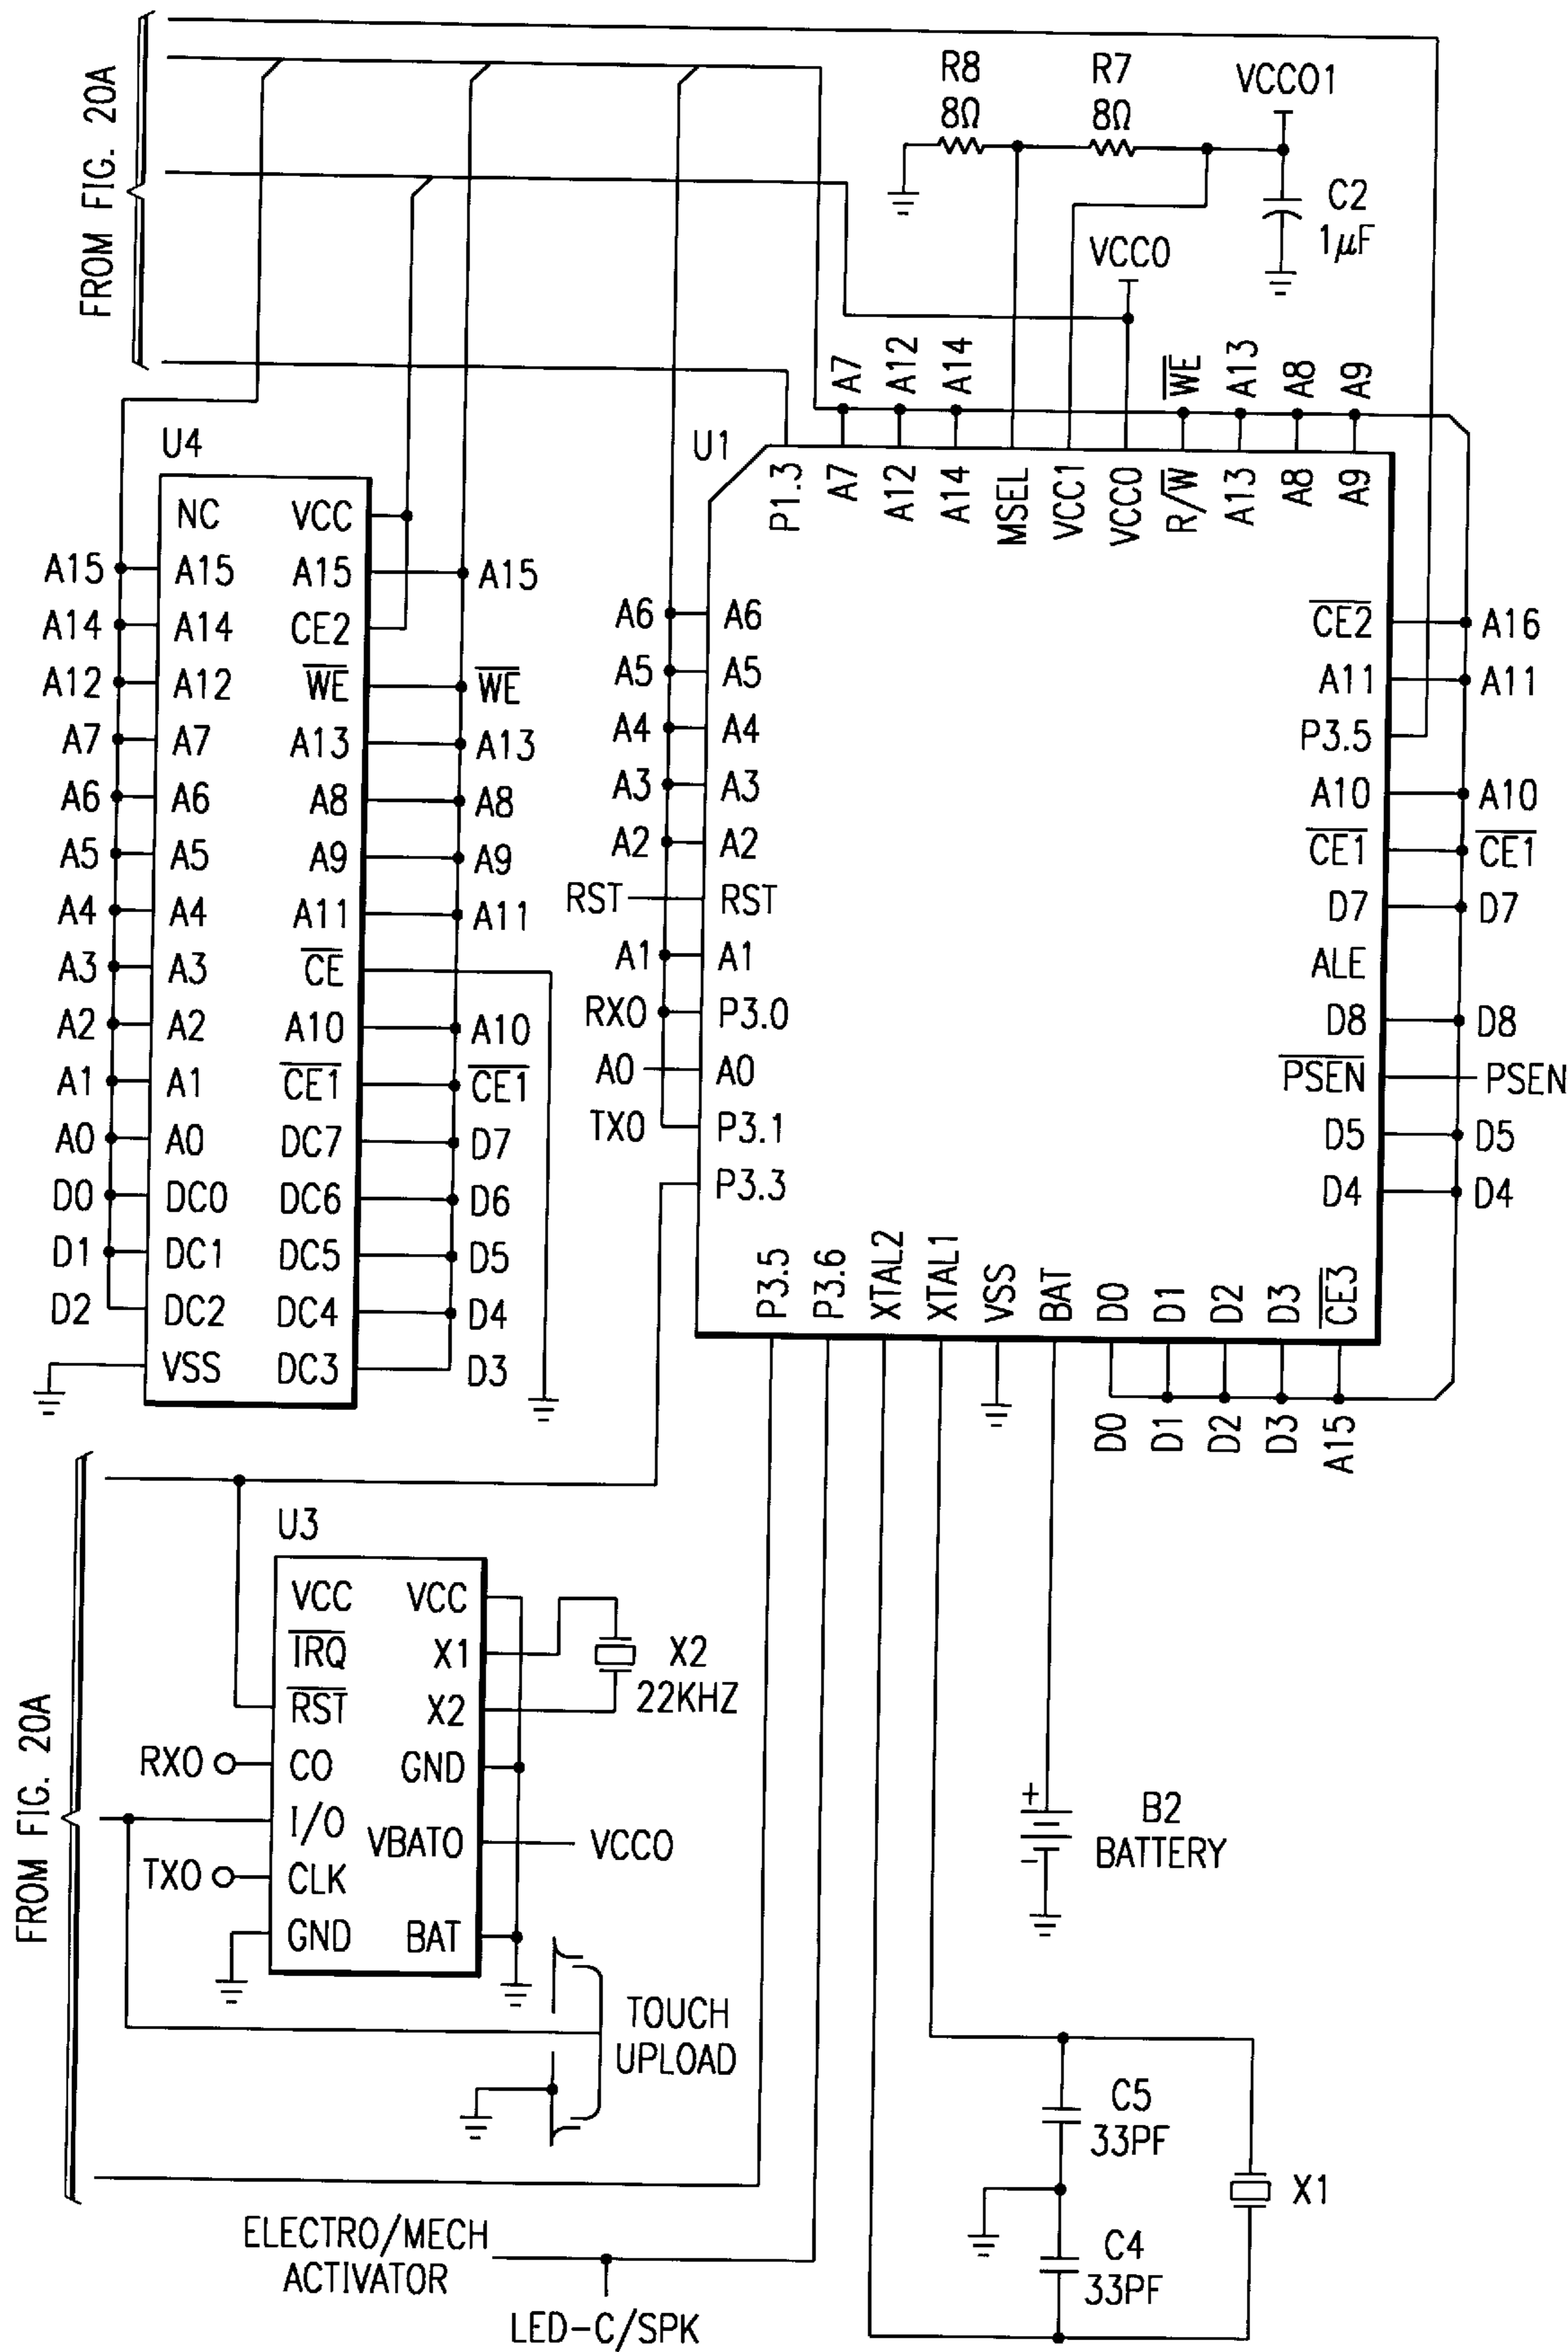 FROM FIG. 20A
R8
8Ω
R7
8Ω
VCC01
C2
1μF
VCC0
A7
A12
A14
WE
A13
A8
A9
U4
U1
P1.3
A7
A12
A14
MSEL
VCC1
VCC0
R/W
A13
A8
A9
NC VCC
A15 A15 A15 A15
A14 A14 CE2
A12 A12 WE WE
A7 A7 A13 A13
A6 A6 A8 A8
A5 A5 A9 A9
A4 A4 A11 A11
A3 A3 CE
A2 A2 A10 A10
A1 A1 CE1 CE1
A0 A0 DC7 D7
D0 DC0 DC6 D6
D1 DC1 DC5 D5
D2 DC2 DC4 D4
VSS DC3 D3
A6 A6
A5 A5
A4 A4
A3 A3
A2 A2
RST RST
A1 A1
RX0 P3.0
A0 A0
TX0 P3.1
P3.3
CE2 A16
A11 A11
P3.5
A10 A10
CE1 CE1
D7 D7
ALE
D8 D8
PSEN PSEN
D5 D5
D4 D4
P3.5
P3.6
XTAL2
XTAL1
VSS
BAT
D0
D1
D2
D3
CE3
D0
D1
D2
D3
A15
FROM FIG. 20A
U3
VCC VCC
IRQ X1
RST X2
RX0 CO GND
I/O VBATO VCC0
TX0 CLK
GND BAT
X2
22KHZ
TOUCH
UPLOAD
+
-
B2
BATTERY
C5
33PF
X1
C4
33PF
ELECTRO/MECH
ACTIVATOR
LED-C/SPK